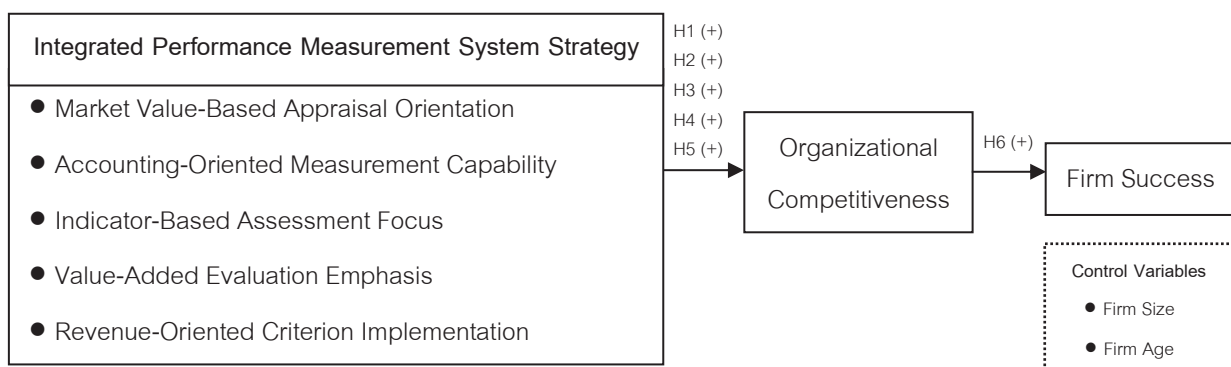 Integrated Performance Measurement System Strategy
● Market Value-Based Appraisal Orientation
● Accounting-Oriented Measurement Capability
● Indicator-Based Assessment Focus
● Value-Added Evaluation Emphasis
● Revenue-Oriented Criterion Implementation
H1 (+)
H2 (+)
H3 (+)
H4 (+)
H5 (+)
Organizational
Competitiveness
H6 (+)
Firm Success
Control Variables
● Firm Size
● Firm Age